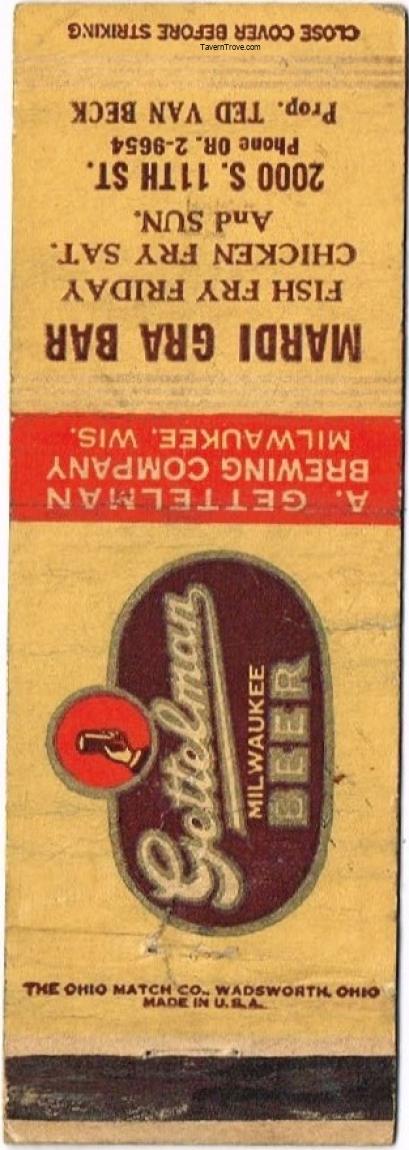 CLOSE COVER BEFORE STRIKING
TavernTrove.com
MARDI GRA BAR
FISH FRY FRIDAY
CHICKEN FRY SAT.
And SUN.
2000 S. 11TH ST.
Phone OR. 2-9654
Prop. TED VAN BECK
A. GETTELMAN
BREWING COMPANY
MILWAUKEE, WIS.
Gettelman
MILWAUKEE
BEER
THE OHIO MATCH CO., WADSWORTH, OHIO
MADE IN U.S.A.